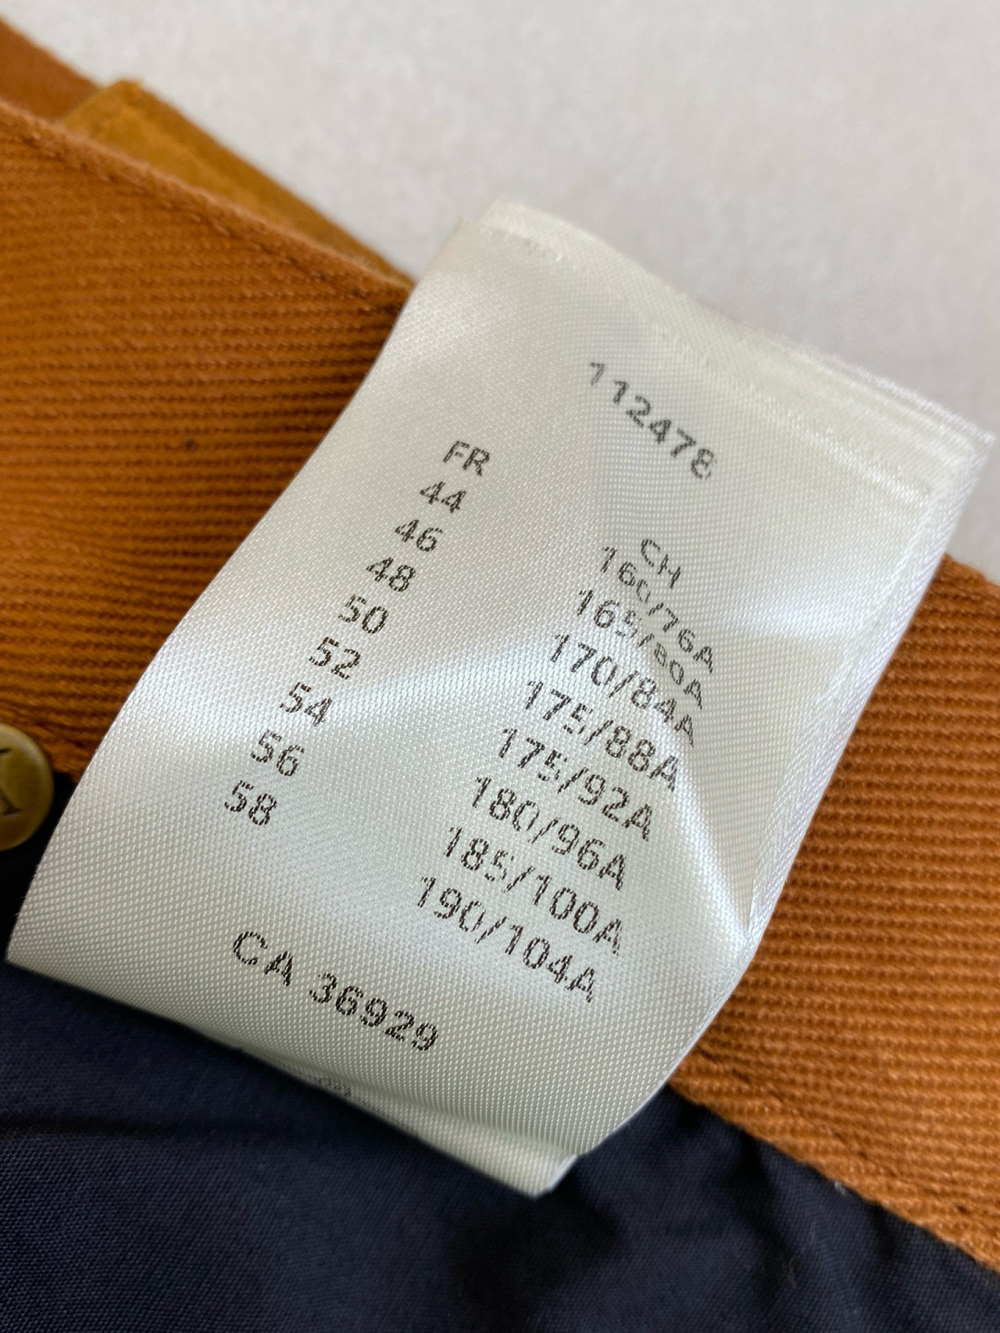 112478
FR CH
44 160/76A
46 165/80A
48 170/84A
50 175/88A
52 175/92A
54 180/96A
56 185/100A
58 190/104A
CA 36929